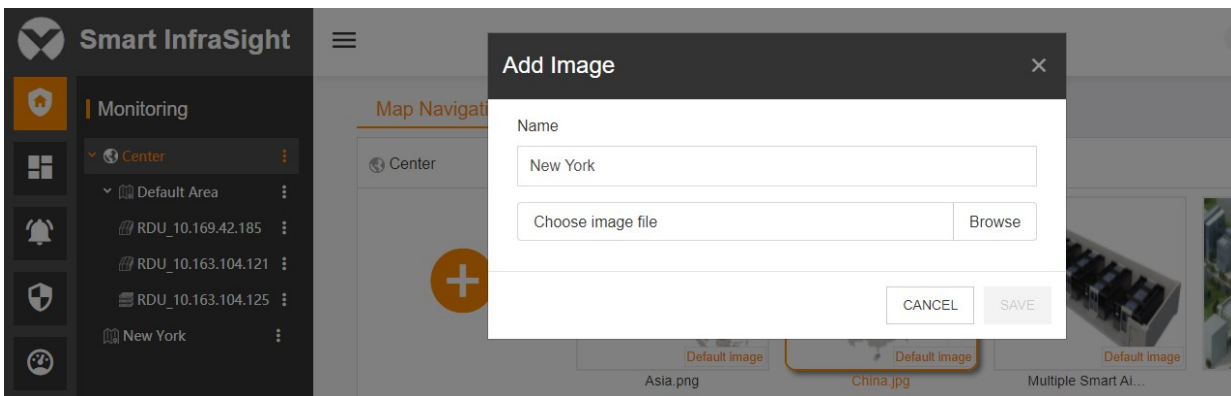 Smart InfraSight
Add Image
Monitoring
Map Navigati
Name
Center
Center
New York
Default Area
RDU_10.169.42.185
Choose image file
Browse
RDU_10.163.104.121
RDU_10.163.104.125
CANCEL
SAVE
New York
Default image
Default image
Default image
Asia.png
China.jpg
Multiple Smart Ai...